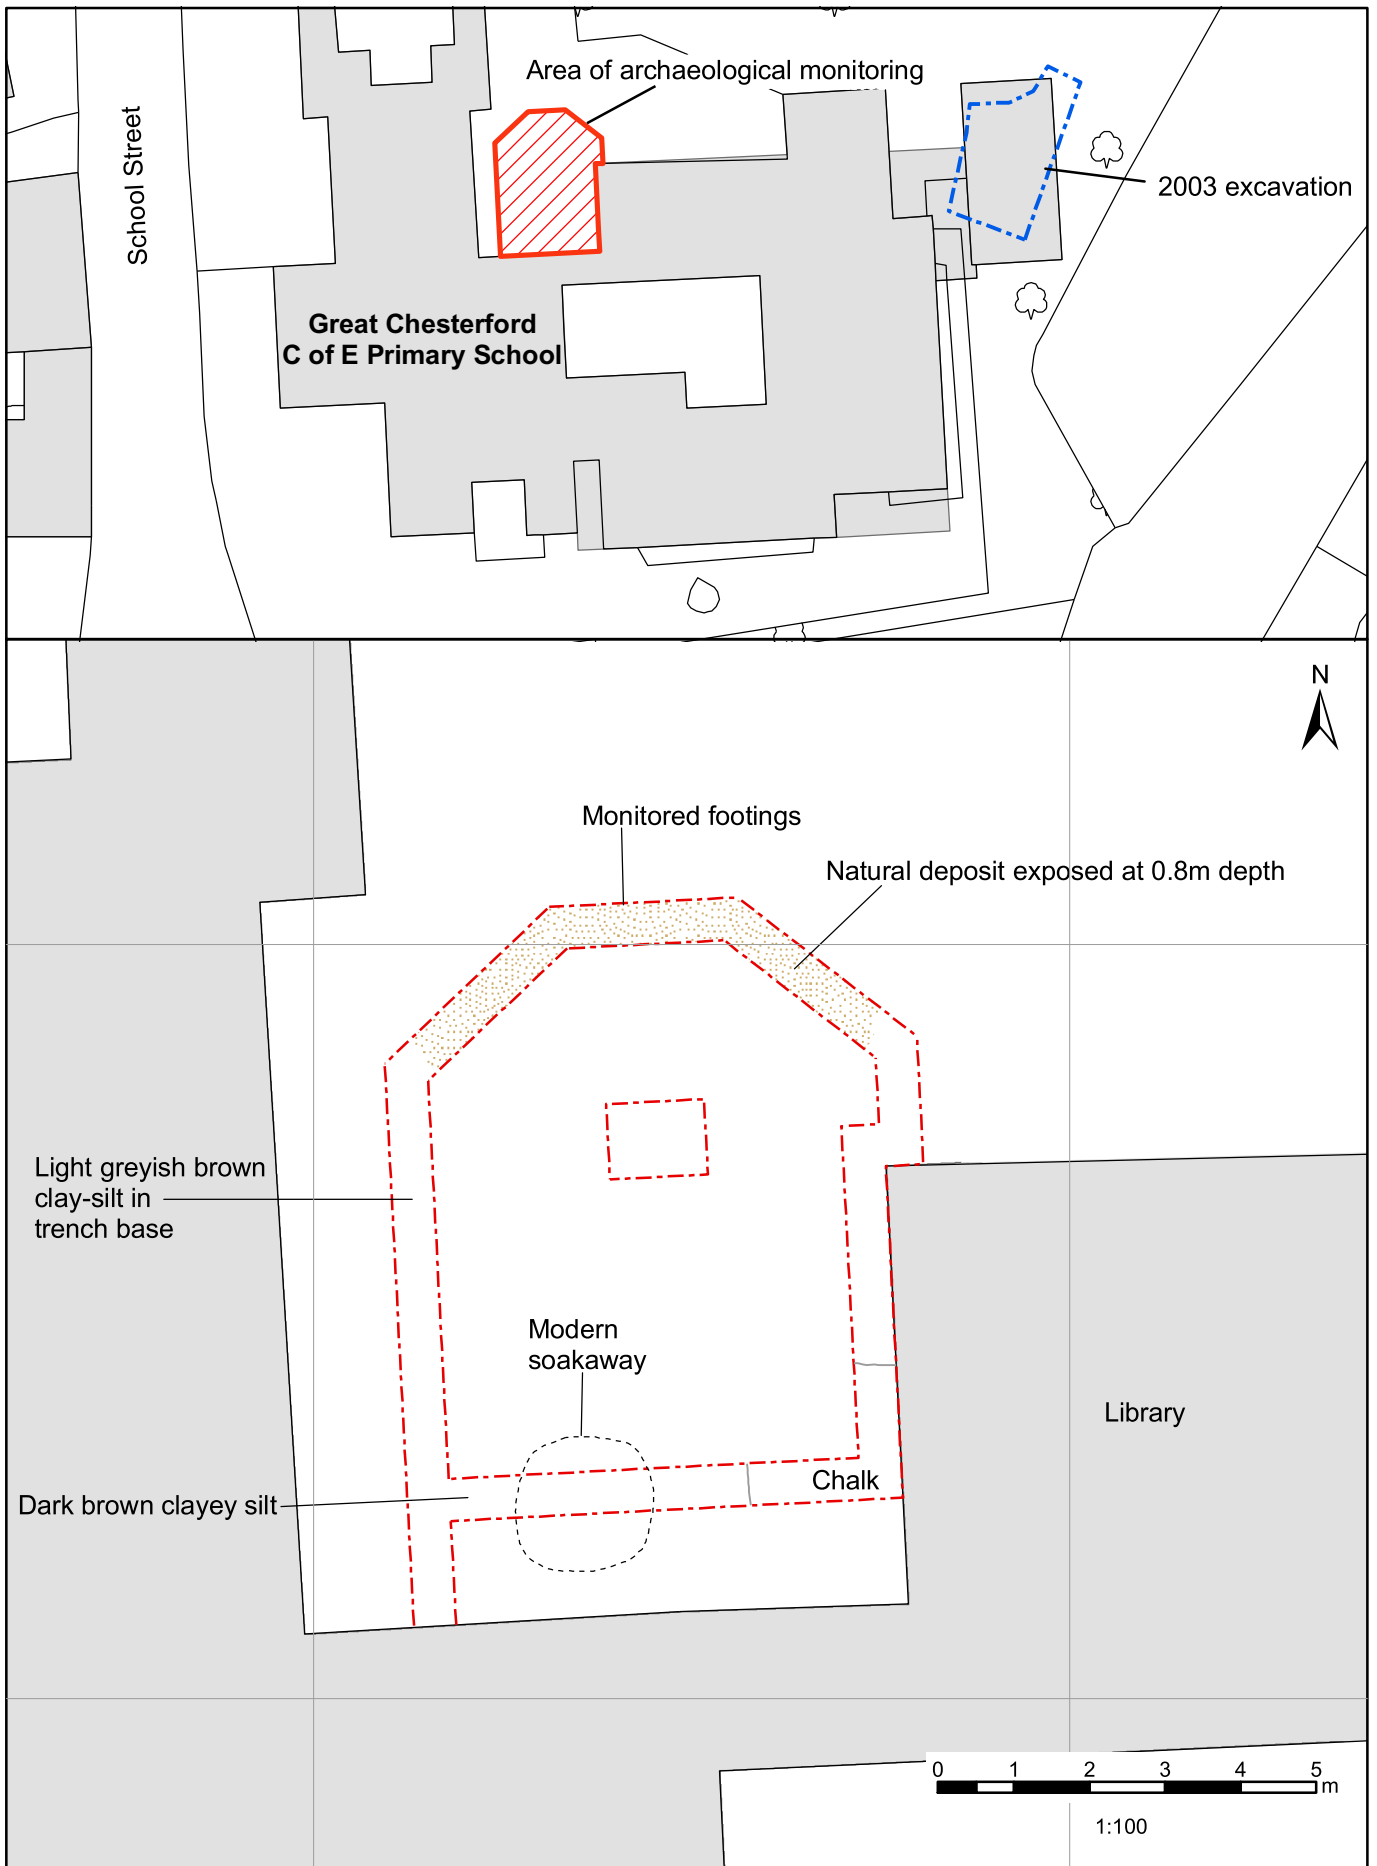 Area of archaeological monitoring
School Street
2003 excavation
Great Chesterford
C of E Primary School
N
Monitored footings
Natural deposit exposed at 0.8m depth
Light greyish brown
clay-silt in
trench base
Modern
soakaway
Library
Chalk
Dark brown clayey silt
0 1 2 3 4 5
m
1:100